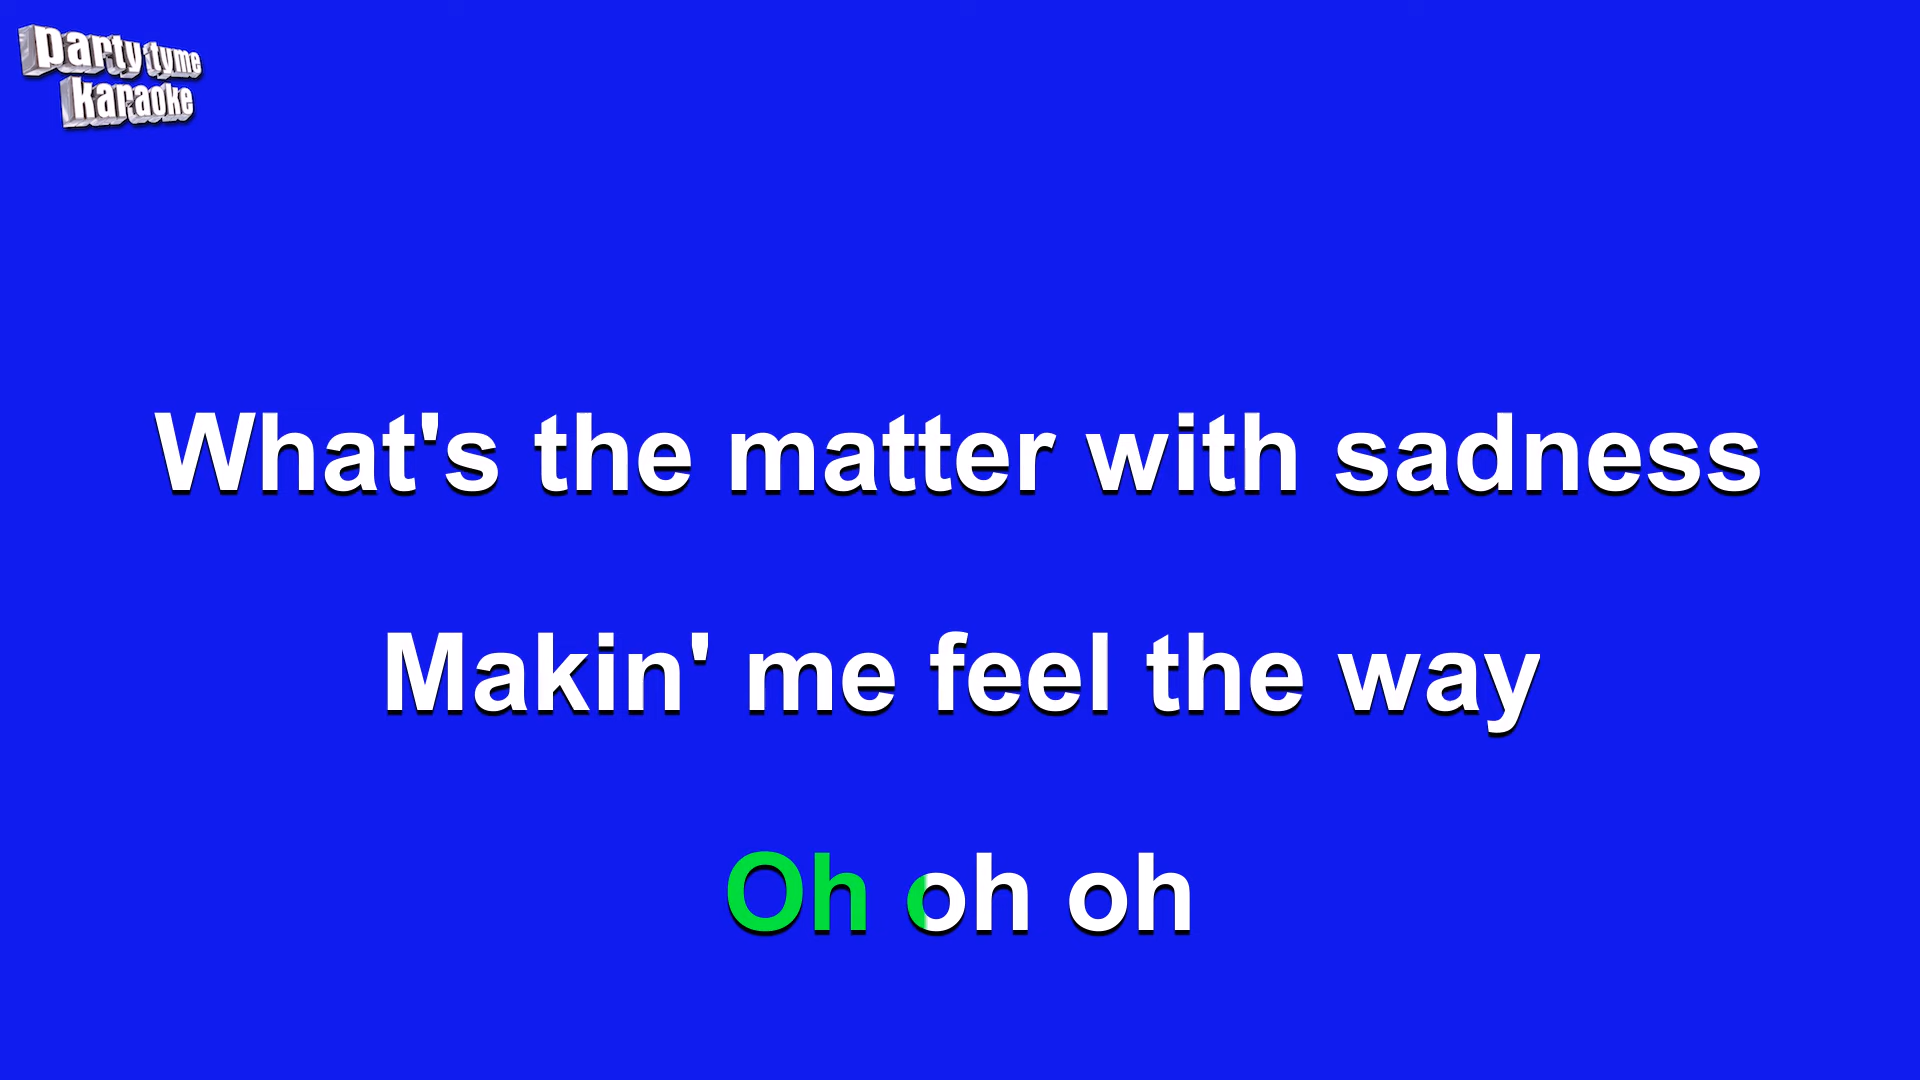 party tyme
karaoke
What's the matter with sadness
Makin' me feel the way
Oh oh oh